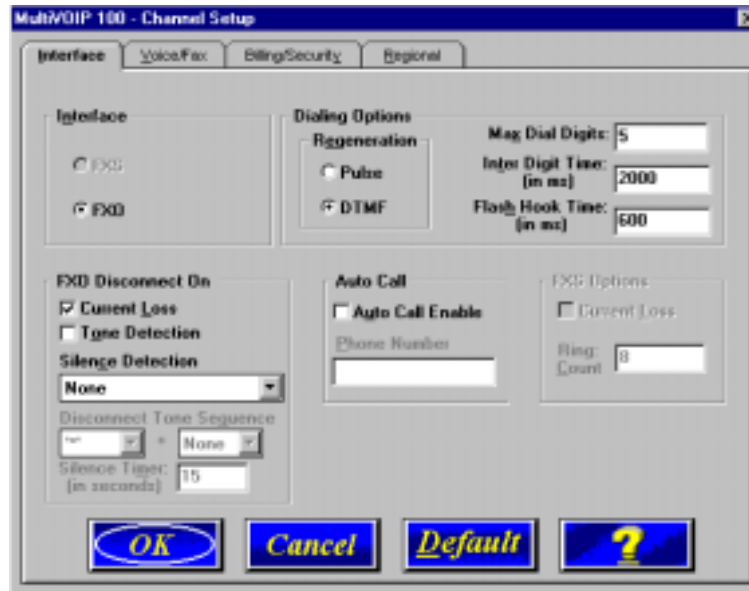 MultiVOIP 100 - Channel Setup
Interface Voice/Fax Billing/Security Regional
Interface
FXS
FXO
Dialing Options
Regeneration
Pulse
DTMF
Max Dial Digits: 5
Inter Digit Time: 2000
(in ms)
Flash Hook Time: 600
(in ms)
FXO Disconnect On
Current Loss
Tone Detection
Silence Detection
None
Disconnect Tone Sequence
+ None
Silence Timer: 15
(in seconds)
Auto Call
Auto Call Enable
Phone Number
FXS Options
Current Loss
Ring: 8
Count
OK Cancel Default ?